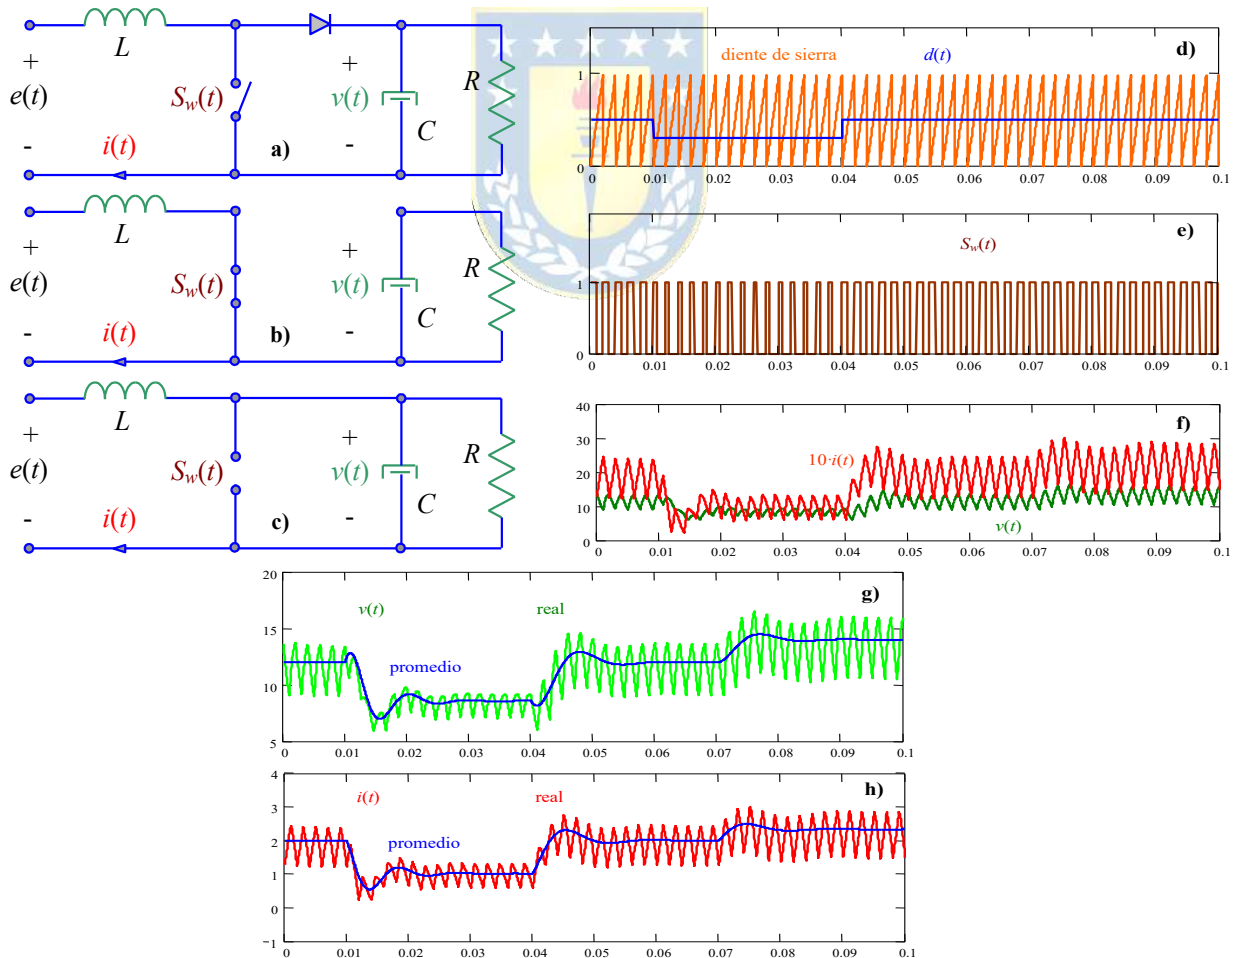 L
+
e(t)
-
i(t)
Sw(t)
a)
+
v(t)
-
C
R
L
+
e(t)
-
i(t)
Sw(t)
b)
+
v(t)
-
C
R
L
+
e(t)
-
i(t)
Sw(t)
c)
+
v(t)
-
C
R
diente de sierra
d(t)
d)
1
0
0 0.01 0.02 0.03 0.04 0.05 0.06 0.07 0.08 0.09 0.1
Sw(t)
e)
1
0
0 0.01 0.02 0.03 0.04 0.05 0.06 0.07 0.08 0.09 0.1
f)
10·i(t)
v(t)
40
30
20
10
0
0 0.01 0.02 0.03 0.04 0.05 0.06 0.07 0.08 0.09 0.1
g)
v(t)
real
promedio
20
15
10
5
0 0.01 0.02 0.03 0.04 0.05 0.06 0.07 0.08 0.09 0.1
h)
i(t)
real
promedio
4
3
2
1
0
−1
0 0.01 0.02 0.03 0.04 0.05 0.06 0.07 0.08 0.09 0.1